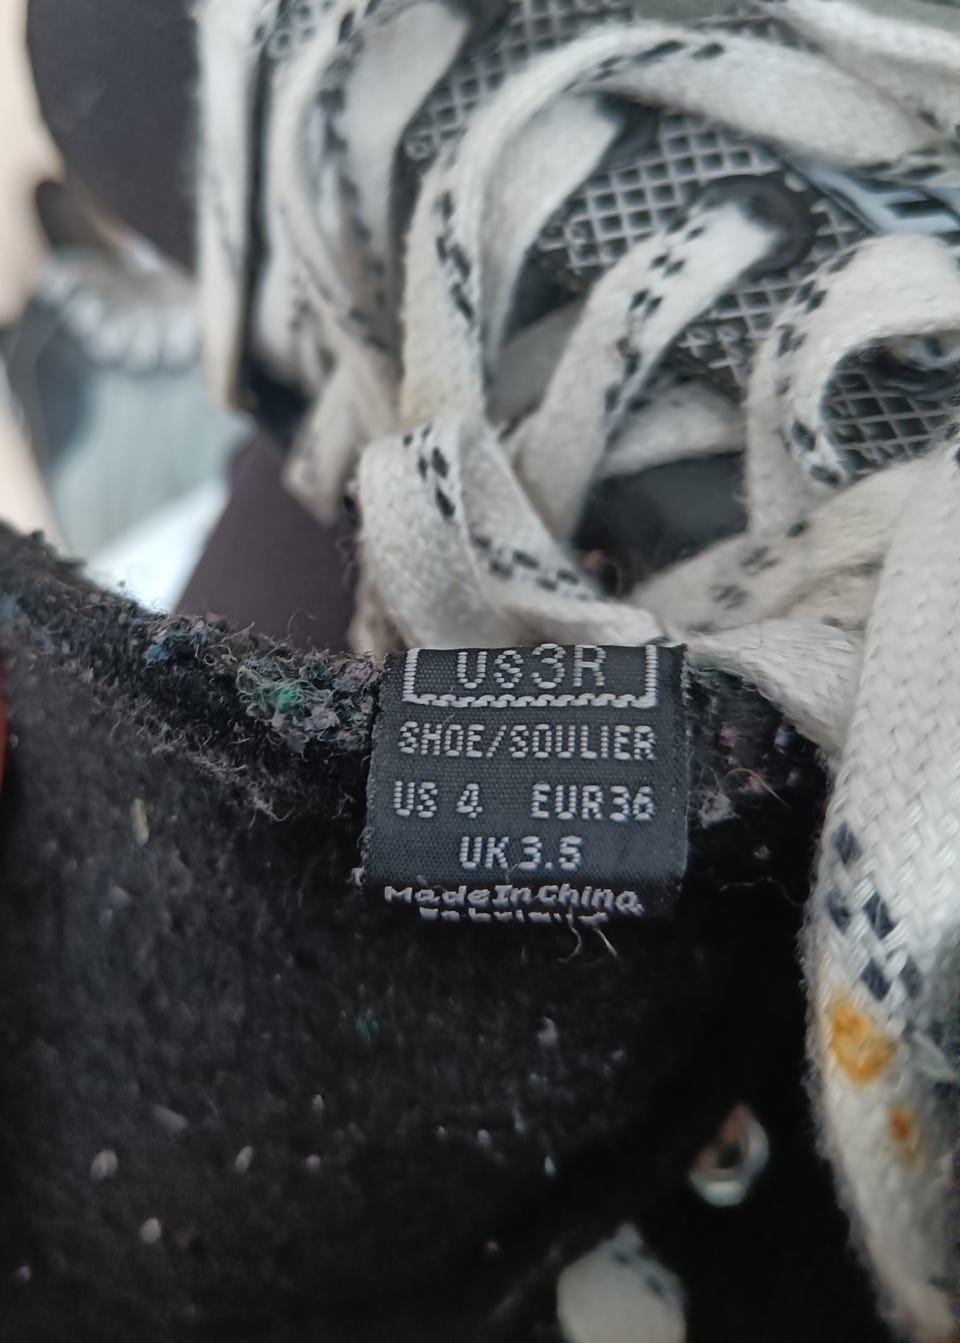 US3R
SHOE/SOULIER
US 4 EUR36
UK3.5
MadeInChina